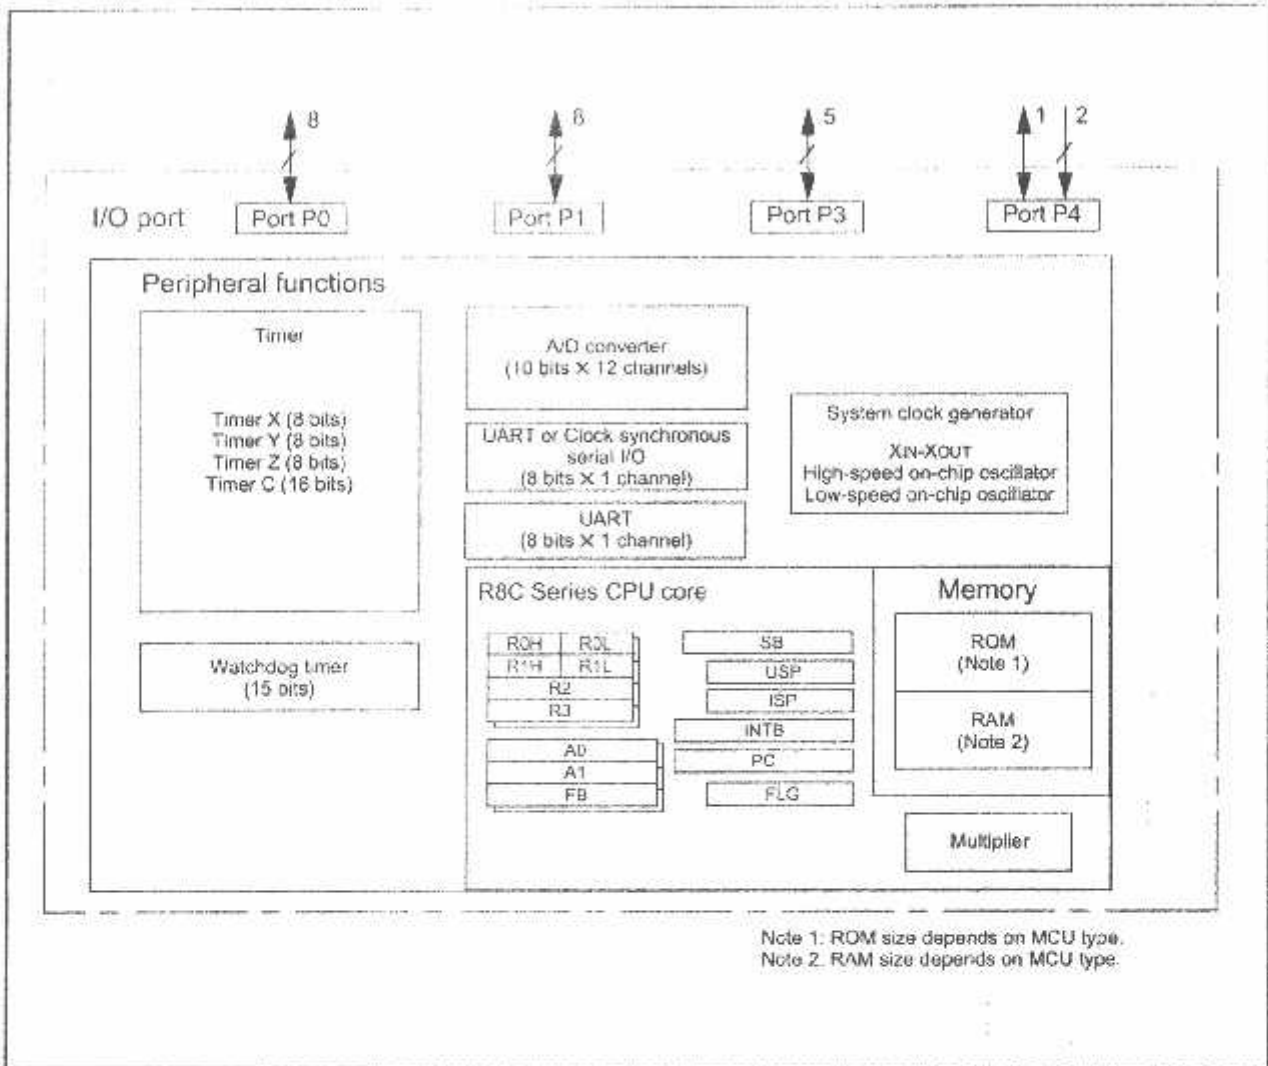 8
8
5
1
2
I/O port
Port P0
Port P1
Port P3
Port P4
Peripheral functions
Timer
Timer X (8 bits)
Timer Y (8 bits)
Timer Z (8 bits)
Timer C (16 bits)
Watchdog timer
(15 bits)
A/D converter
(10 bits X 12 channels)
UART or Clock synchronous
serial I/O
(8 bits X 1 channel)
UART
(8 bits X 1 channel)
System clock generator
XIN-XOUT
High-speed on-chip oscillator
Low-speed on-chip oscillator
R8C Series CPU core
R0H R0L
R1H R1L
R2
R3
A0
A1
FB
SB
USP
ISP
INTB
PC
FLG
Memory
ROM
(Note 1)
RAM
(Note 2)
Multiplier
Note 1: ROM size depends on MCU type.
Note 2: RAM size depends on MCU type.